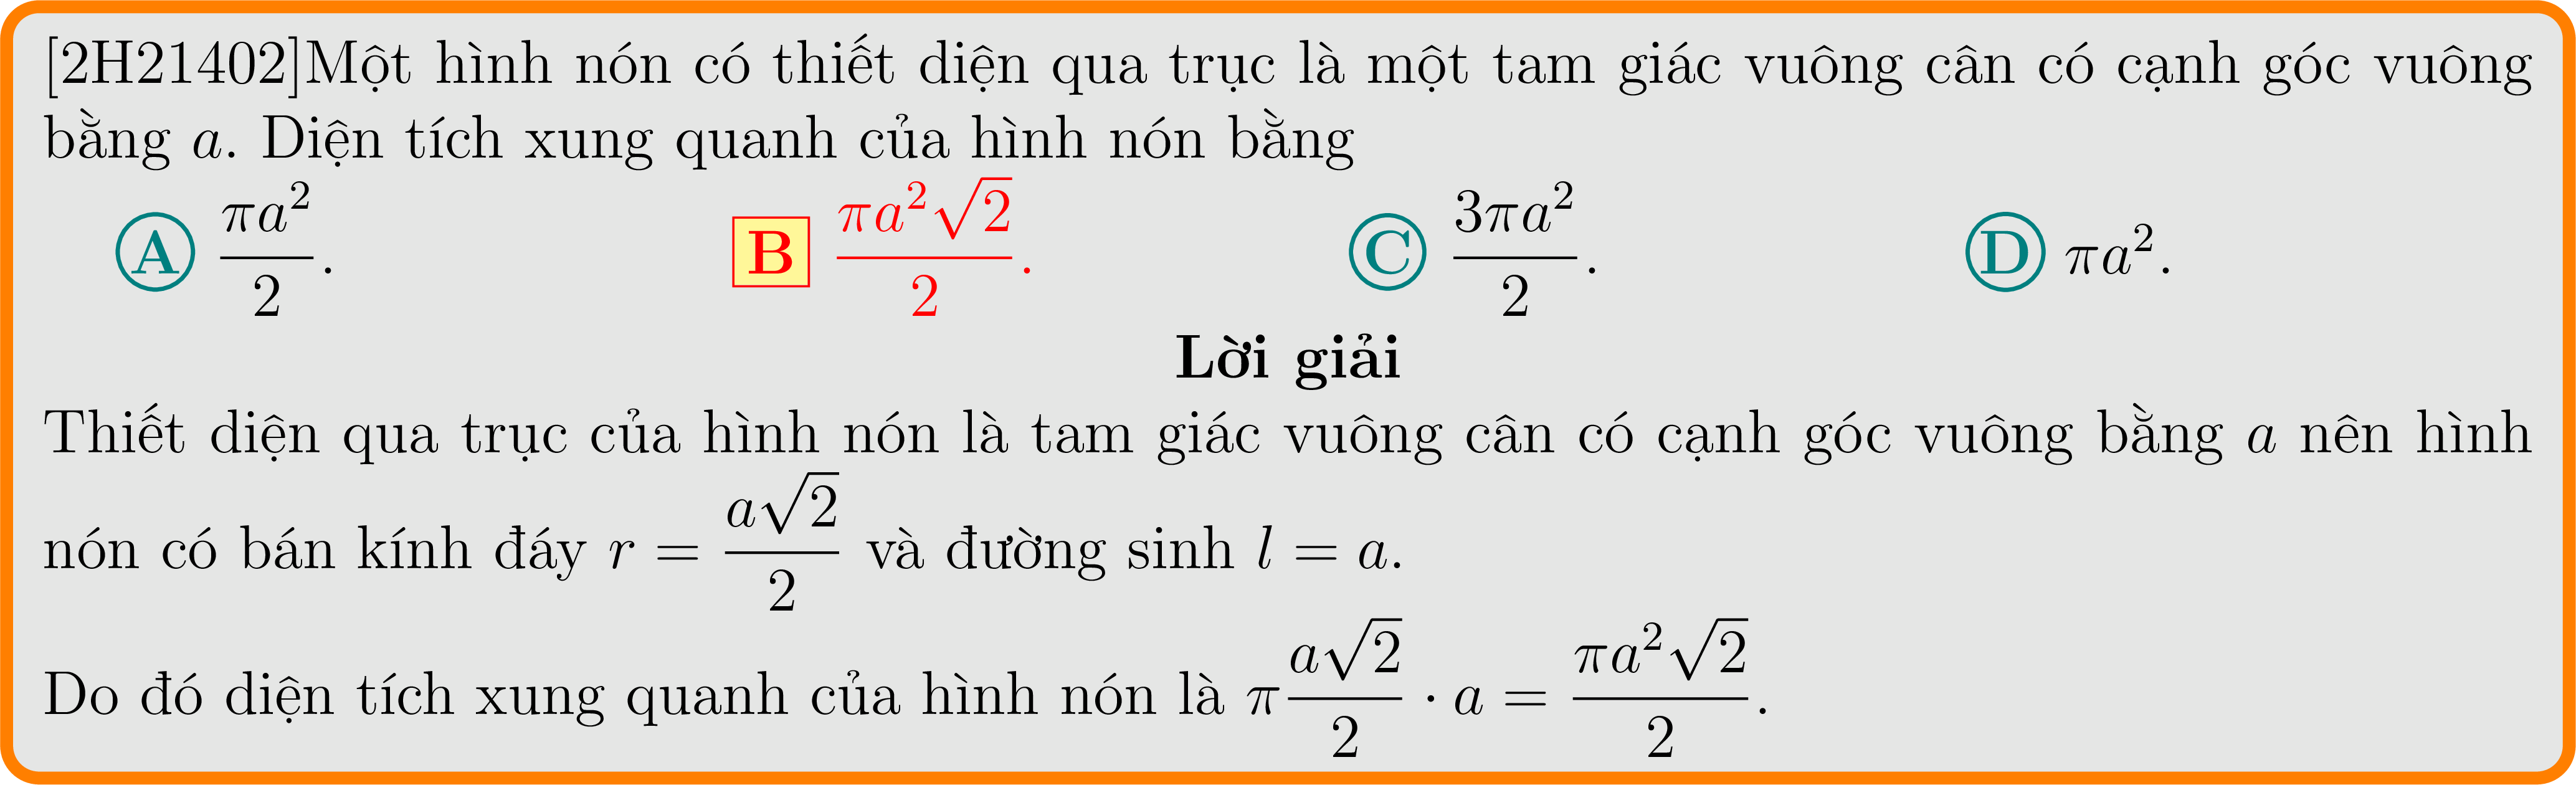 [2H21402]Một hình nón có thiết diện qua trục là một tam giác vuông cân có cạnh góc vuông
bằng a. Diện tích xung quanh của hình nón bằng
A $\frac{\pi a^2}{2}$. B $\frac{\pi a^2\sqrt{2}}{2}$. C $\frac{3\pi a^2}{2}$. D $\pi a^2$.
Lời giải
Thiết diện qua trục của hình nón là tam giác vuông cân có cạnh góc vuông bằng a nên hình
nón có bán kính đáy $r = \frac{a\sqrt{2}}{2}$ và đường sinh $l = a$.
Do đó diện tích xung quanh của hình nón là $\pi\frac{a\sqrt{2}}{2} \cdot a = \frac{\pi a^2\sqrt{2}}{2}$.